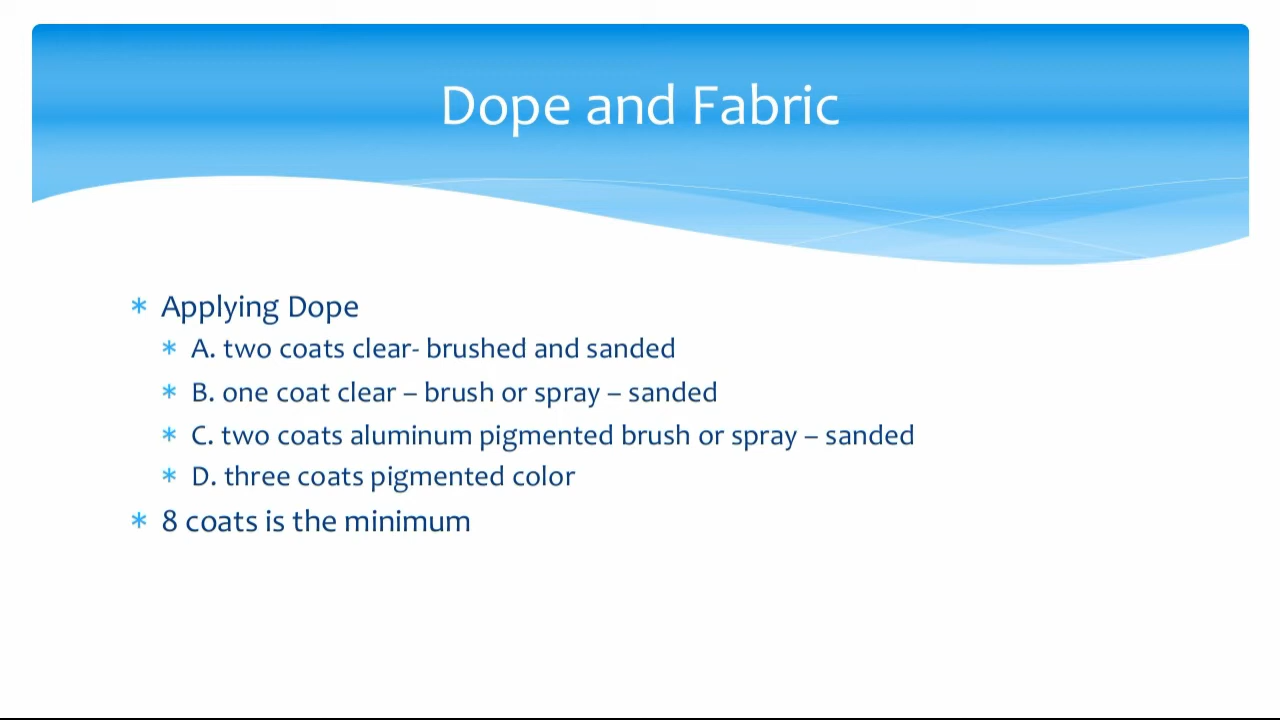 Dope and Fabric
* Applying Dope
* A. two coats clear- brushed and sanded
* B. one coat clear – brush or spray – sanded
* C. two coats aluminum pigmented brush or spray – sanded
* D. three coats pigmented color
* 8 coats is the minimum